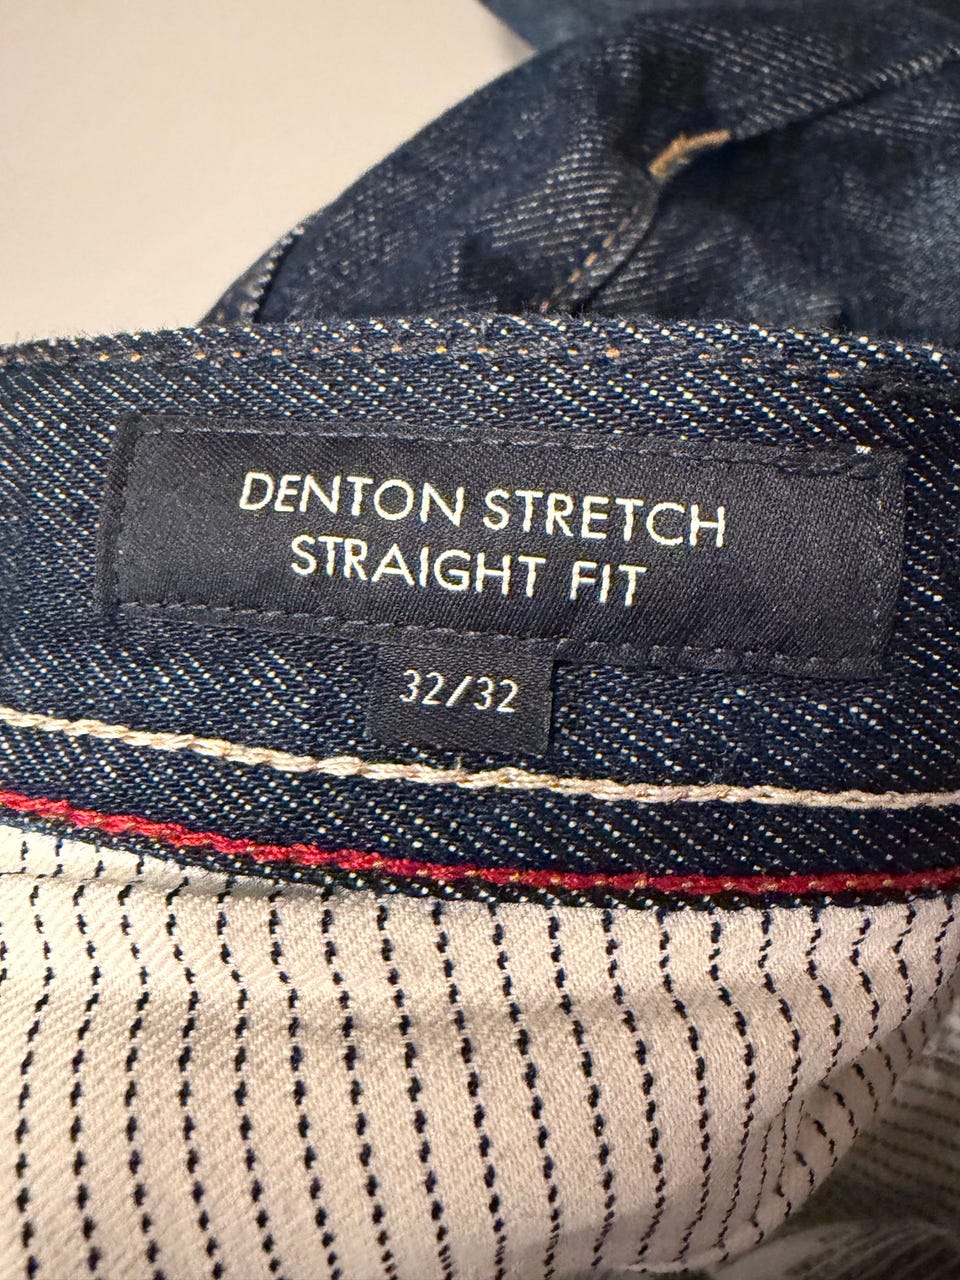 DENTON STRETCH
STRAIGHT FIT
32/32